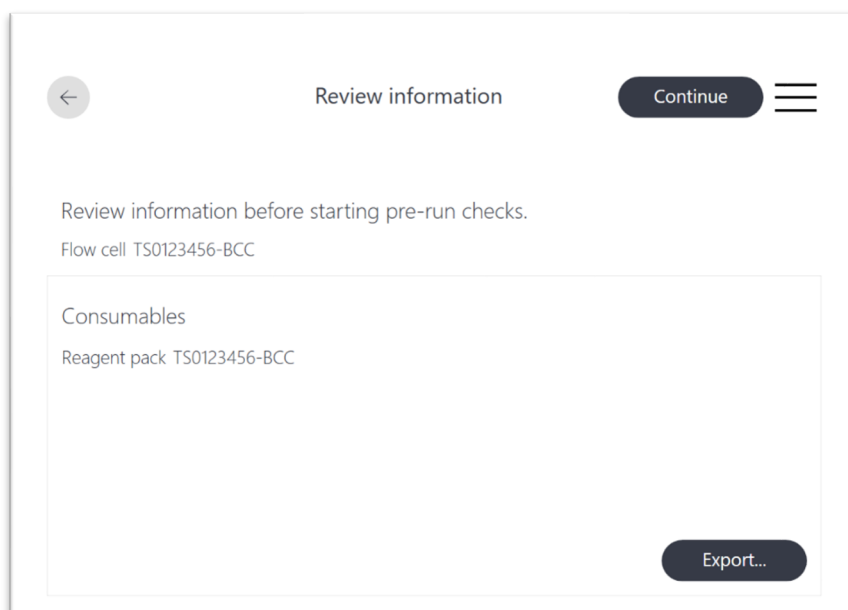 Review information
Continue
Review information before starting pre-run checks.
Flow cell TS0123456-BCC
Consumables
Reagent pack TS0123456-BCC
Export...